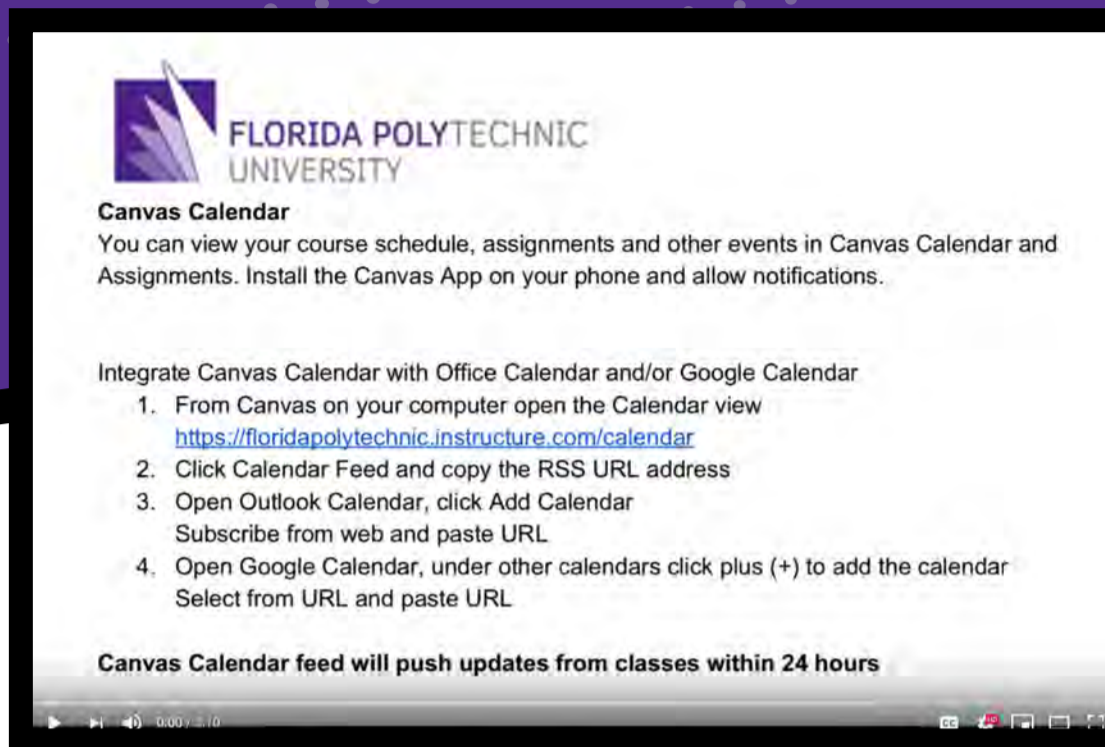 FLORIDA POLYTECHNIC
UNIVERSITY
Canvas Calendar
You can view your course schedule, assignments and other events in Canvas Calendar and
Assignments. Install the Canvas App on your phone and allow notifications.
Integrate Canvas Calendar with Office Calendar and/or Google Calendar
1. From Canvas on your computer open the Calendar view
https://floridapolytechnic.instructure.com/calendar
2. Click Calendar Feed and copy the RSS URL address
3. Open Outlook Calendar, click Add Calendar
Subscribe from web and paste URL
4. Open Google Calendar, under other calendars click plus (+) to add the calendar
Select from URL and paste URL
Canvas Calendar feed will push updates from classes within 24 hours
0:00 / CC